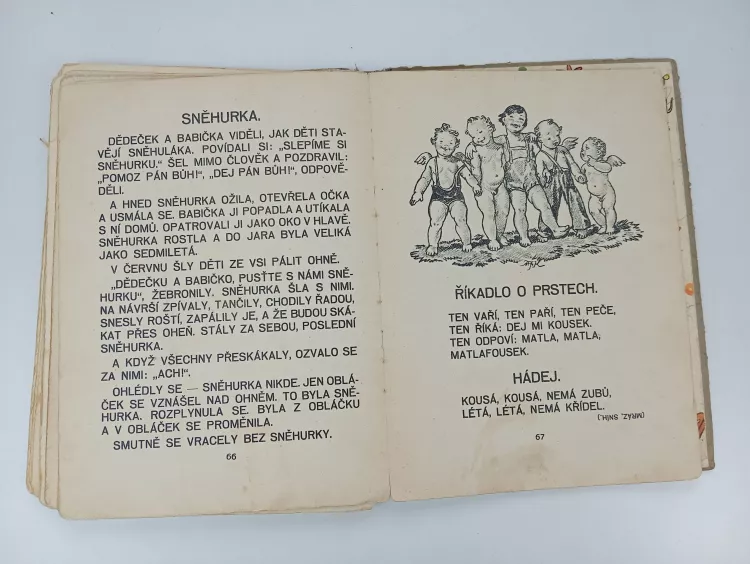 SNĚHURKA.
DĚDEČEK A BABIČKA VIDĚLI, JAK DĚTI STA-
VĚJÍ SNĚHULÁKA. POVÍDALI SI: „SLEPÍME SI
SNĚHURKU.“ ŠEL MIMO ČLOVĚK A POZDRAVIL:
„POMOZ PÁN BŮH!“, „DEJ PÁN BŮH!“, ODPOVĚ-
DĚLI.
A HNED SNĚHURKA OŽILA, OTEVŘELA OČKA
A USMÁLA SE. BABIČKA JI POPADLA A UTÍKALA
S NÍ DOMŮ. OPATROVALI JI JAKO OKO V HLAVĚ.
SNĚHURKA ROSTLA A DO JARA BYLA VELIKÁ
JAKO SEDMILETÁ.
V ČERVNU ŠLY DĚTI ZE VSI PÁLIT OHNĚ.
„DĚDEČKU A BABIČKO, PUSŤTE S NÁMI SNĚ-
HURKU“, ŽEBRONILY. SNĚHURKA ŠLA S NIMI.
NA NÁVRŠÍ ZPÍVALY, TANČILY, CHODILY ŘADOU,
SNESLY ROŠTÍ, ZAPÁLILY JE, A ŽE BUDOU SKÁ-
KAT PŘES OHEŇ. STÁLY ZA SEBOU, POSLEDNÍ
SNĚHURKA.
A KDYŽ VŠECHNY PŘESKÁKALY, OZVALO SE
ZA NIMI: „ACH!“.
OHLÉDLY SE — SNĚHURKA NIKDE. JEN OBLÁ-
ČEK SE VZNÁŠEL NAD OHNĚM. TO BYLA SNĚ-
HURKA. ROZPLYNULA SE. BYLA Z OBLÁČKU
A V OBLÁČEK SE PROMĚNILA.
SMUTNĚ SE VRACELY BEZ SNĚHURKY.
66
ŘÍKADLO O PRSTECH.
TEN VAŘÍ, TEN PAŘÍ, TEN PEČE,
TEN ŘÍKÁ: DEJ MI KOUSEK.
TEN ODPOVÍ: MATLA, MATLA,
MATLAFOUSEK.
HÁDEJ.
KOUSÁ, KOUSÁ, NEMÁ ZUBŮ,
LÉTÁ, LÉTÁ, NEMÁ KŘÍDEL.
(MRÁZ, SNÍH.)
67